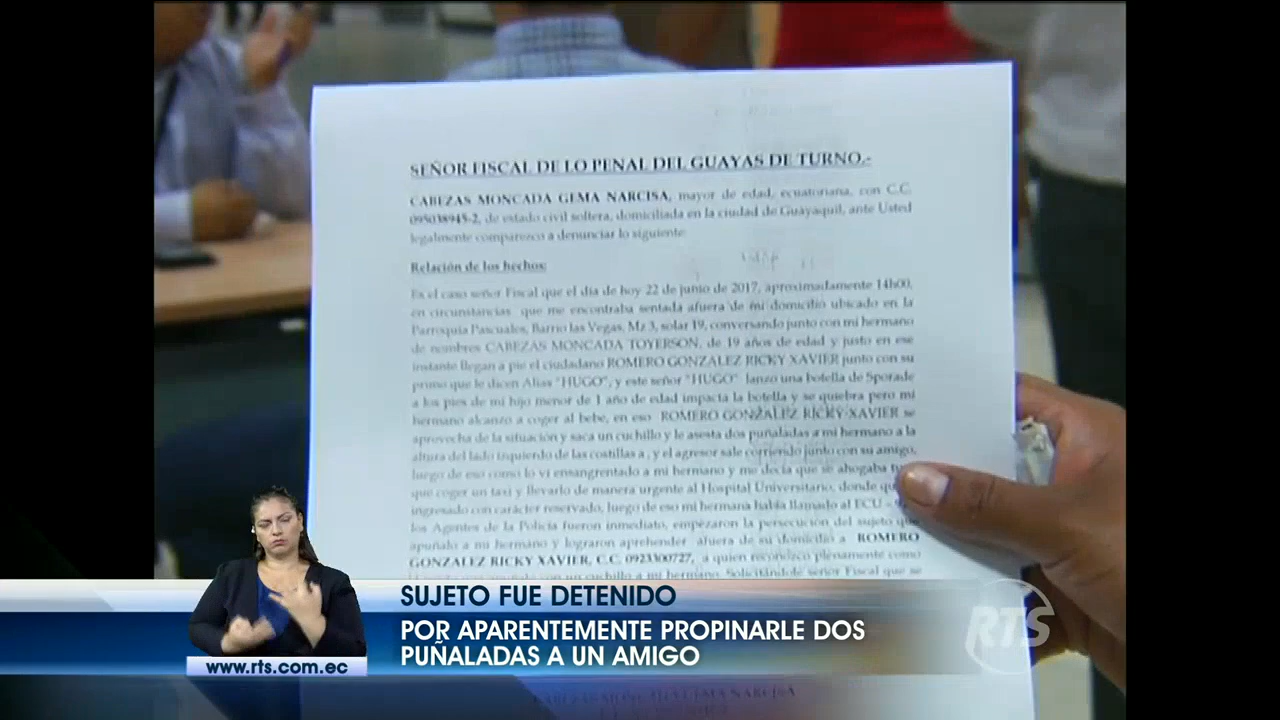 SEÑOR FISCAL DE LO PENAL DEL GUAYAS DE TURNO.-
CABEZAS MONCADA GEMA NARCISA, mayor de edad, ecuatoriana, con C.C.
095038945-2, de estado civil soltera, domiciliada en la ciudad de Guayaquil, ante Usted
legalmente comparezco a denunciar lo siguiente
Relación de los hechos:
Es el caso señor Fiscal que el día de hoy 22 de junio de 2017, aproximadamente 14h00,
en circunstancias que me encontraba sentada afuera de mi domicilio ubicado en la
Parroquia Pascuales, Barrio las Vegas, Mz 3, solar 19, conversando junto con mi hermano
de nombres CABEZAS MONCADA TOYERSON, de 19 años de edad y justo en ese
instante llegan a pie el ciudadano ROMERO GONZALEZ RICKY XAVIER junto con su
primo que le dicen Alias "HUGO", y este señor "HUGO" lanzo una botella de Sporade
a los pies de mi hijo menor de 1 año de edad impacta la botella y se quiebra pero mi
hermano alcanzo a coger al bebe, en eso ROMERO GONZALEZ RICKY XAVIER se
aprovecha de la situación y saca un cuchillo y le asesta dos puñaladas a mi hermano a la
altura del lado izquierdo de las costillas a , y el agresor sale corriendo junto con su amigo,
luego de eso como lo vi ensangrentado a mi hermano y me decía que se ahogaba
que coger un taxi y llevarlo de manera urgente al Hospital Universitario, donde
ingresado con carácter reservado, luego de eso mi hermana había llamado al ECU -
los Agentes de la Policía fueron inmediato, empezaron la persecución del sujeto que
apuñalo a mi hermano y lograron aprehender afuera de su domicilio a ROMERO
GONZALEZ RICKY XAVIER, C.C. 0923300727, a quien reconozco plenamente como
con un cuchillo a mi hermano. Solicitándole señor Fiscal que se
SUJETO FUE DETENIDO
POR APARENTEMENTE PROPINARLE DOS
PUÑALADAS A UN AMIGO
RTS
www.rts.com.ec